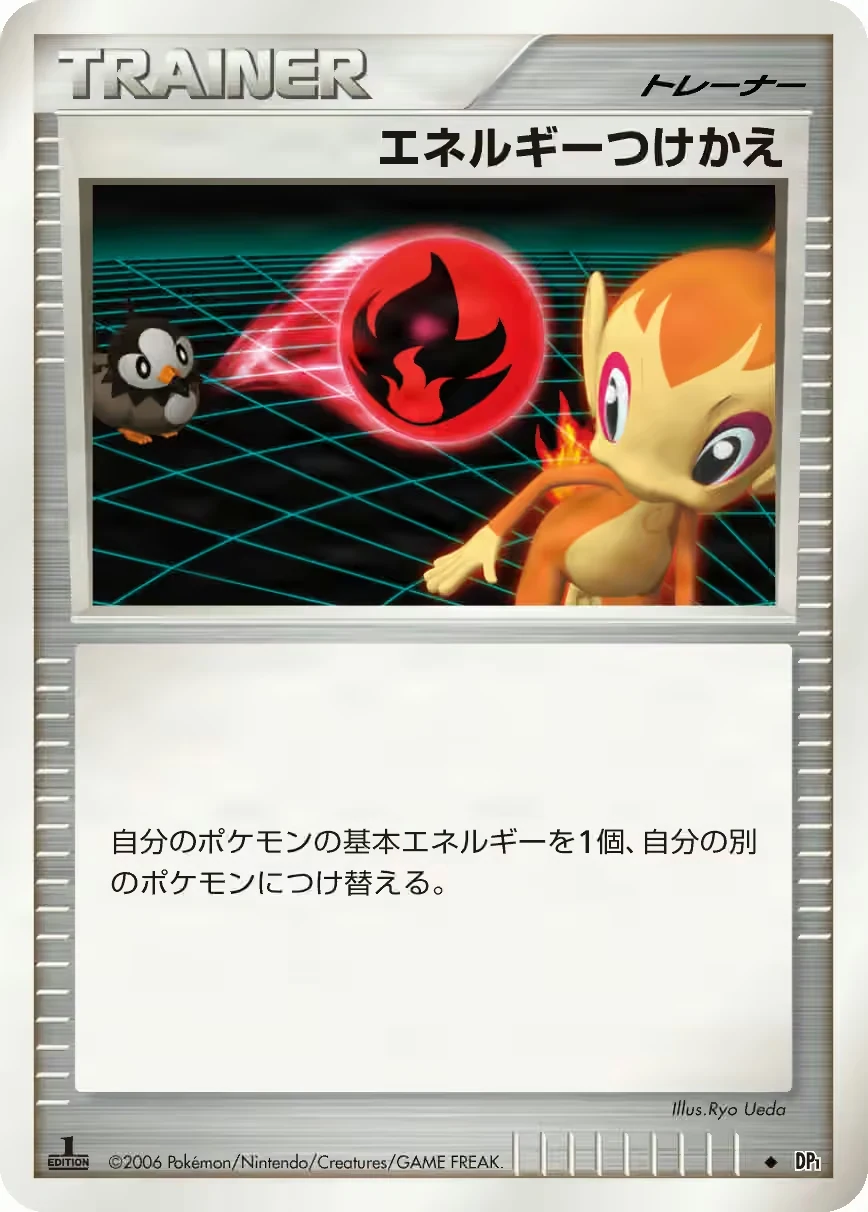 TRAINER
トレーナー
エネルギーつけかえ
自分のポケモンの基本エネルギーを1個、自分の別
のポケモンにつけ替える。
Illus.Ryo Ueda
1
EDITION
©2006 Pokémon/Nintendo/Creatures/GAME FREAK.
◆ DP1